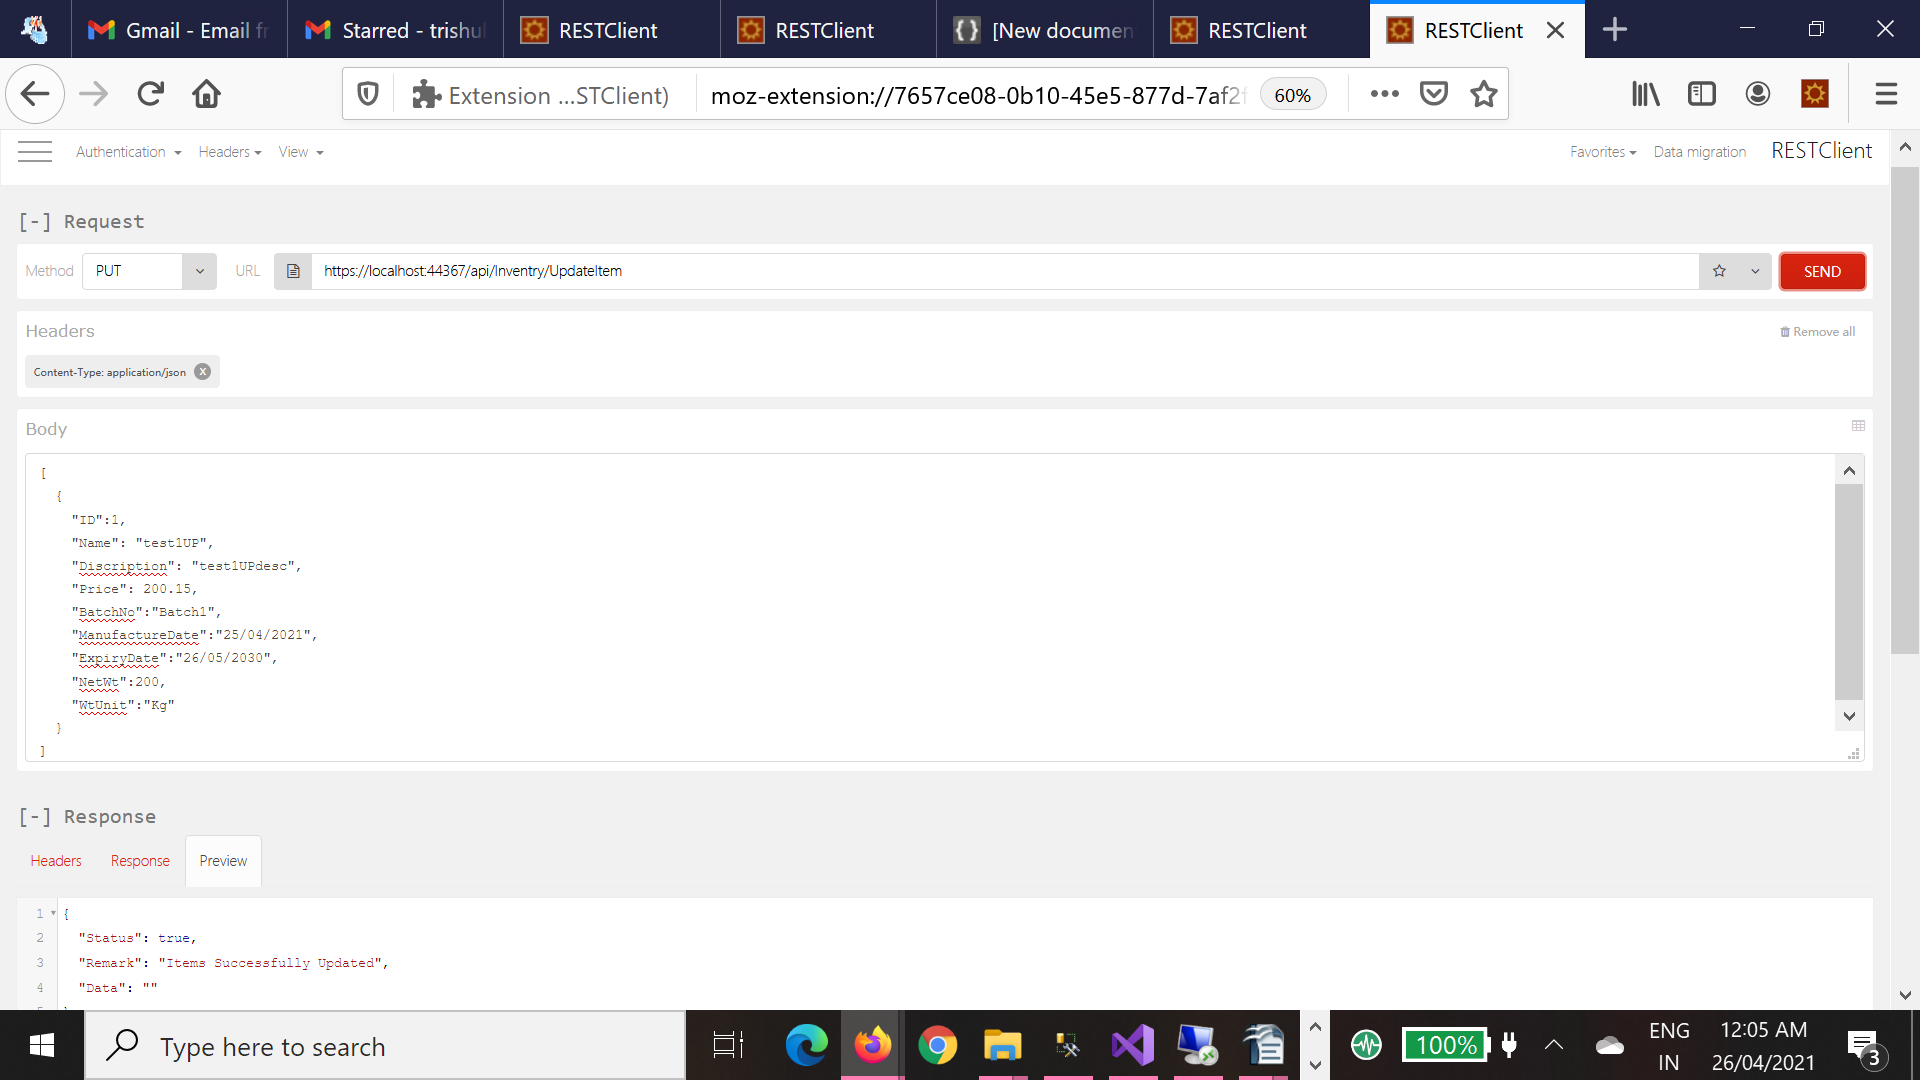 Gmail - Email fr
Starred - trishul
RESTClient
RESTClient
[New documen
RESTClient
RESTClient
Extension ...STClient)
moz-extension://7657ce08-0b10-45e5-877d-7af2f
60%
Authentication
Headers
View
Favorites
Data migration
RESTClient
[-] Request
Method
PUT
URL
https://localhost:44367/api/Inventry/UpdateItem
SEND
Headers
Remove all
Content-Type: application/json
Body
[
{
"ID":1,
"Name": "test1UP",
"Discription": "test1UPdesc",
"Price": 200.15,
"BatchNo":"Batch1",
"ManufactureDate":"25/04/2021",
"ExpiryDate":"26/05/2030",
"NetWt":200,
"WtUnit":"Kg"
}
]
[-] Response
Headers
Response
Preview
1 {
2 "Status": true,
3 "Remark": "Items Successfully Updated",
4 "Data": ""
Type here to search
100%
ENG
IN
12:05 AM
26/04/2021
3